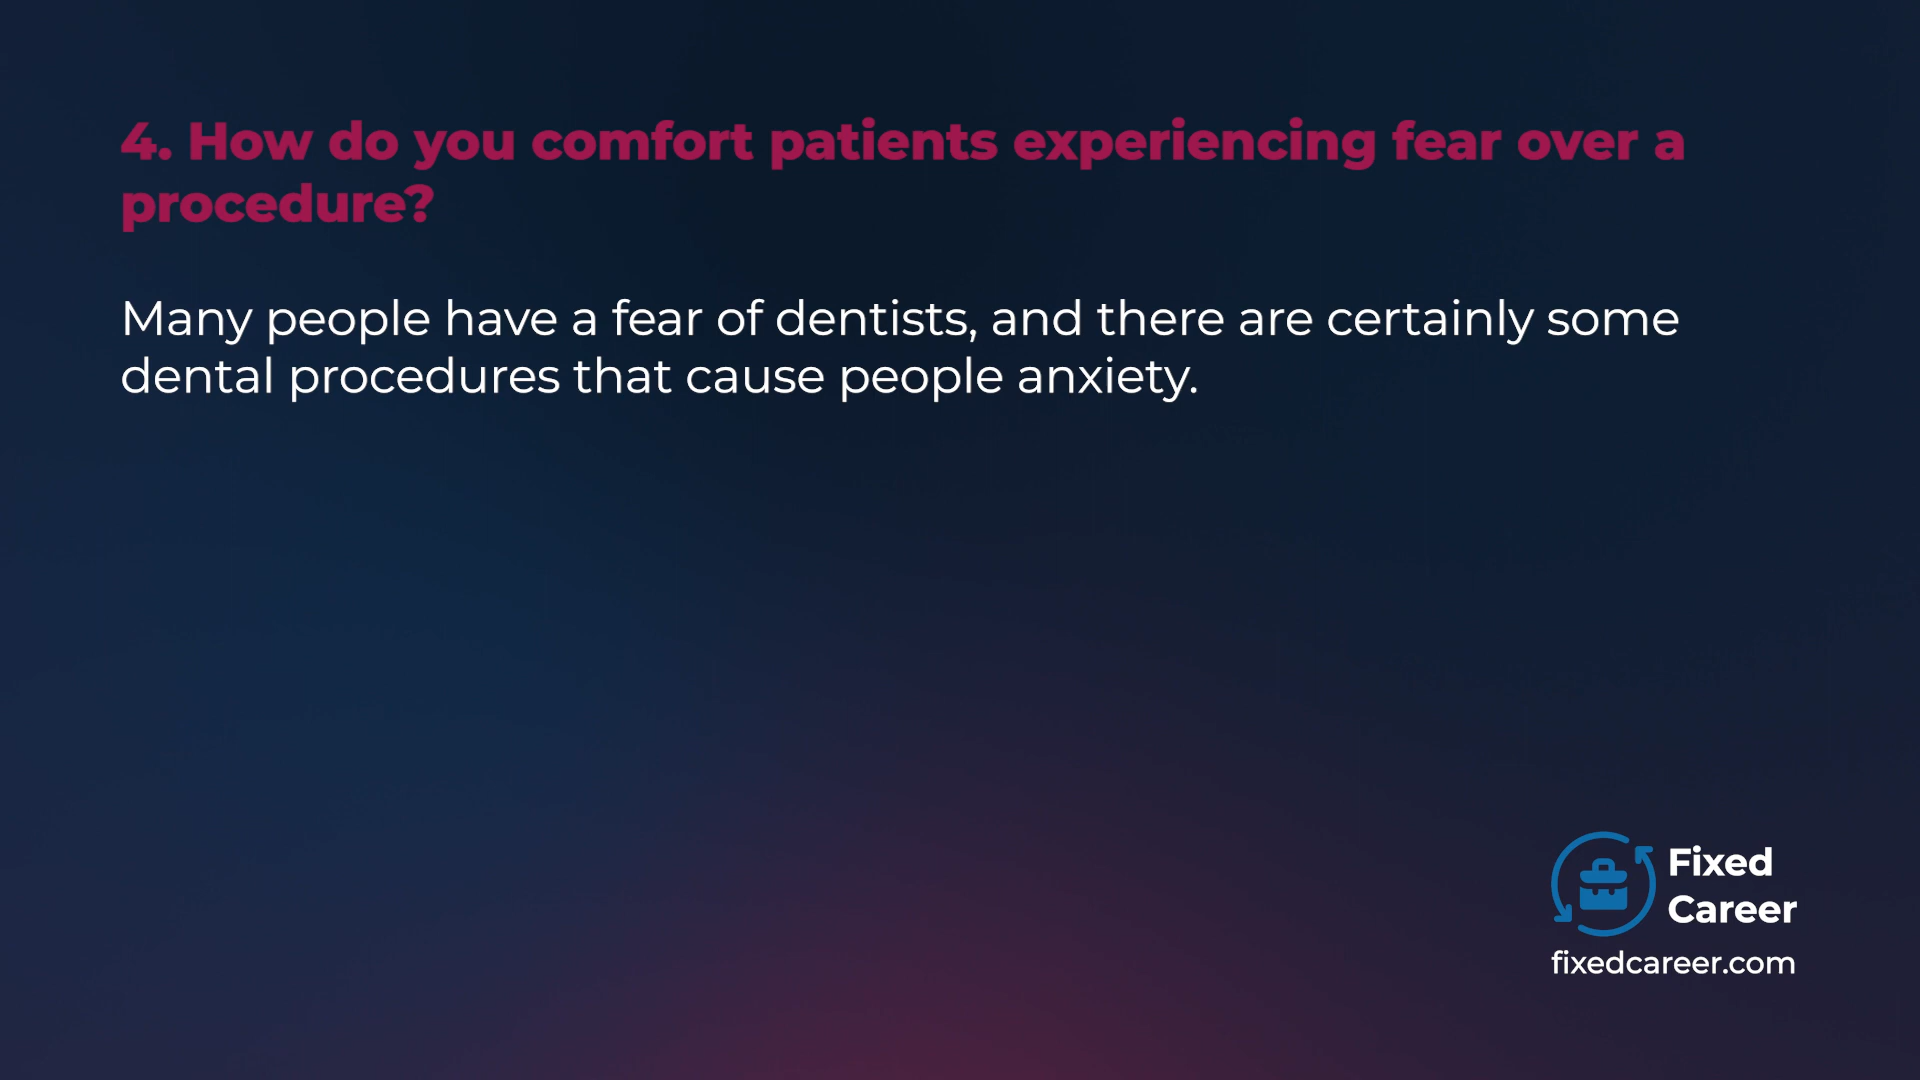 4. How do you comfort patients experiencing fear over a
procedure?
Many people have a fear of dentists, and there are certainly some
dental procedures that cause people anxiety.
Fixed
Career
fixedcareer.com